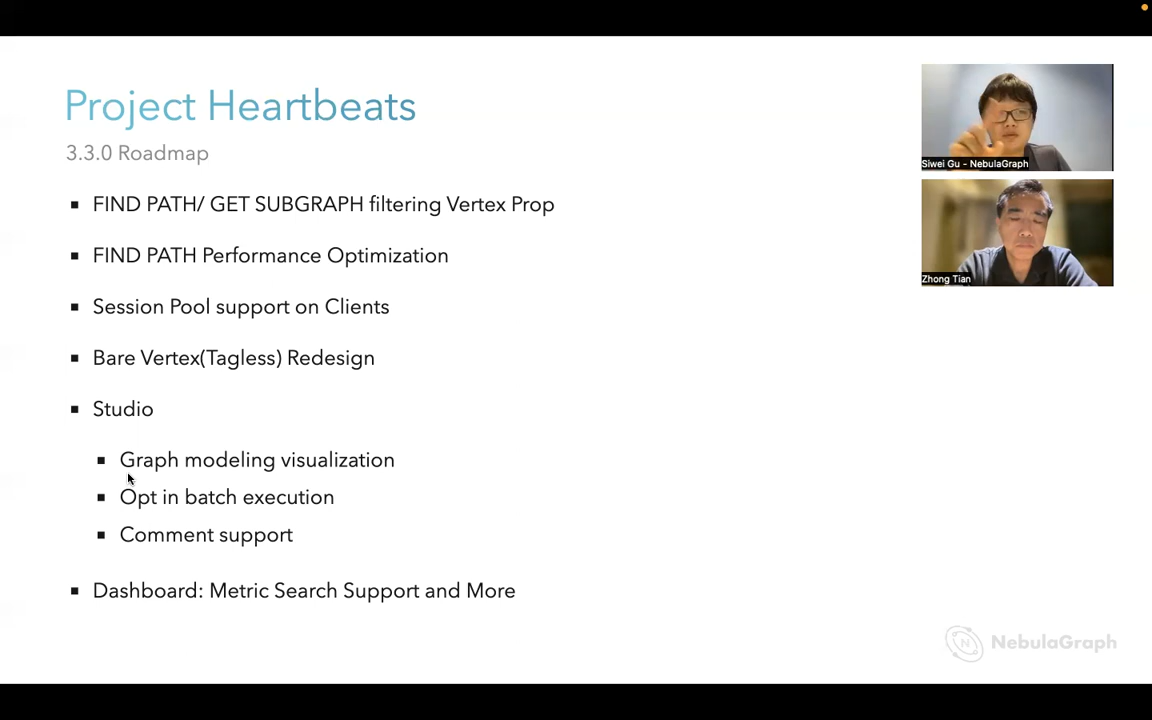 Project Heartbeats
3.3.0 Roadmap
FIND PATH/ GET SUBGRAPH filtering Vertex Prop
FIND PATH Performance Optimization
Session Pool support on Clients
Bare Vertex(Tagless) Redesign
Studio
Graph modeling visualization
Opt in batch execution
Comment support
Dashboard: Metric Search Support and More
Siwei Gu - NebulaGraph
Zhong Tian
N
NebulaGraph